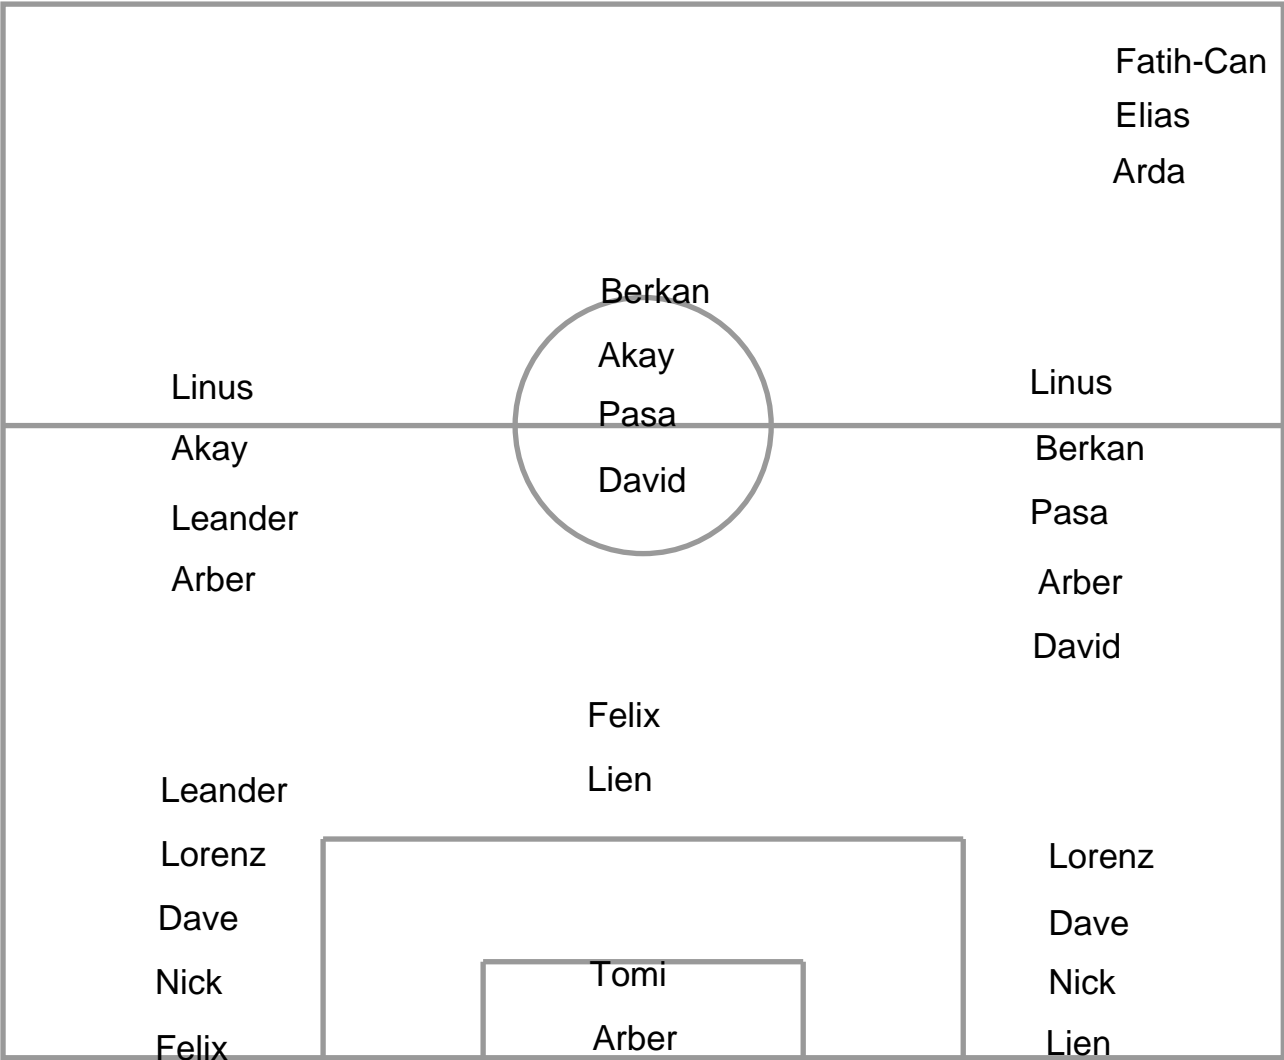 Fatih-Can
Elias
Arda
Berkan
Akay
Pasa
David
Linus
Akay
Leander
Arber
Linus
Berkan
Pasa
Arber
David
Felix
Lien
Leander
Lorenz
Dave
Nick
Felix
Tomi
Arber
Lorenz
Dave
Nick
Lien